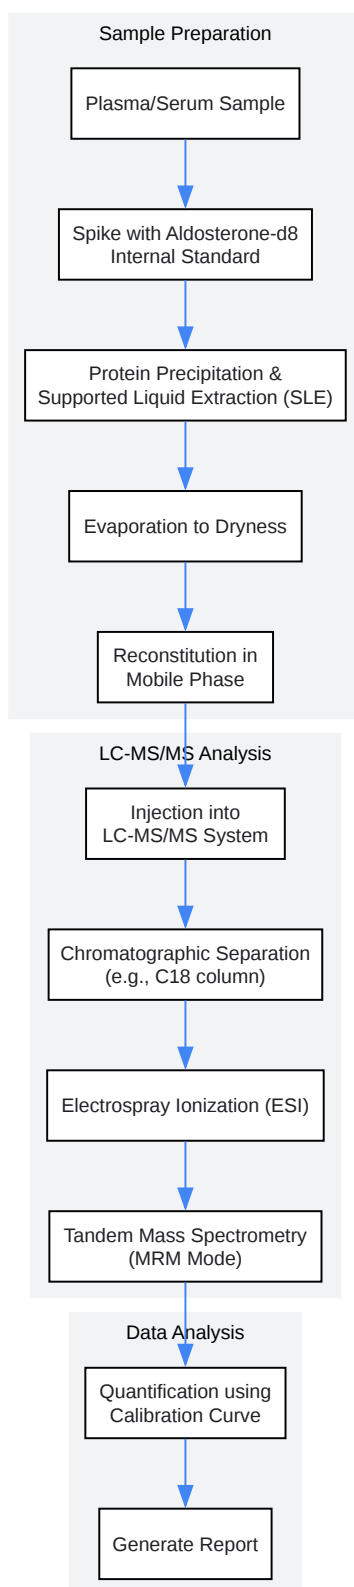 Sample Preparation
Plasma/Serum Sample
Spike with Aldosterone-d8
Internal Standard
Protein Precipitation &
Supported Liquid Extraction (SLE)
Evaporation to Dryness
Reconstitution in
Mobile Phase
LC-MS/MS Analysis
Injection into
LC-MS/MS System
Chromatographic Separation
(e.g., C18 column)
Electrospray Ionization (ESI)
Tandem Mass Spectrometry
(MRM Mode)
Data Analysis
Quantification using
Calibration Curve
Generate Report